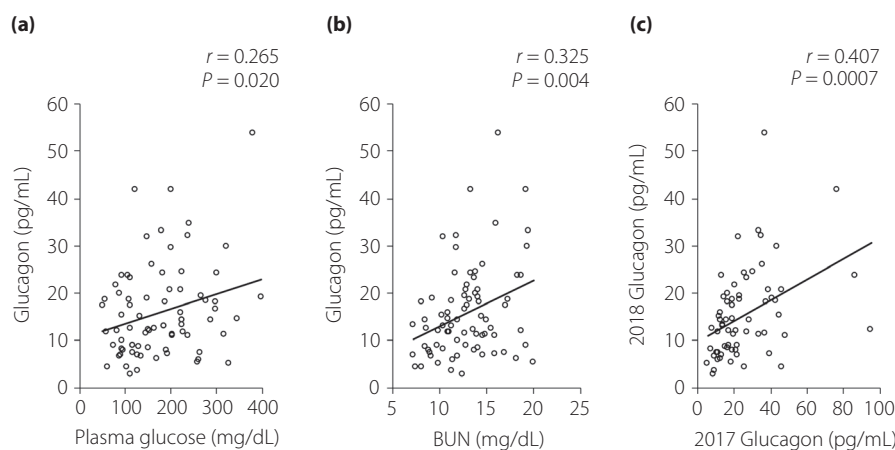 (a)
r = 0.265
P = 0.020
Glucagon (pg/mL)
60
50
40
30
20
10
0
0 100 200 300 400
Plasma glucose (mg/dL)
(b)
r = 0.325
P = 0.004
Glucagon (pg/mL)
60
50
40
30
20
10
0
5 10 15 20 25
BUN (mg/dL)
(c)
r = 0.407
P = 0.0007
2018 Glucagon (pg/mL)
60
50
40
30
20
10
0
0 20 40 60 80 100
2017 Glucagon (pg/mL)